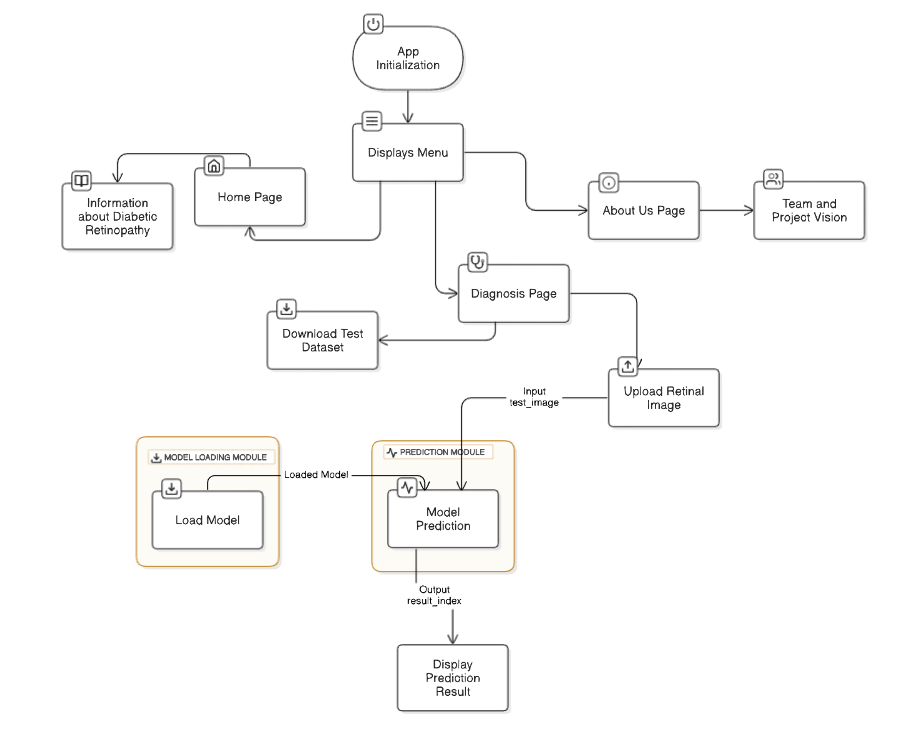 App
Initialization
Displays Menu
Home Page
Information
about Diabetic
Retinopathy
About Us Page
Team and
Project Vision
Diagnosis Page
Download Test
Dataset
Upload Retinal
Image
Input
test_image
MODEL LOADING MODULE
Load Model
Loaded Model
PREDICTION MODULE
Model
Prediction
Output
result_index
Display
Prediction
Result